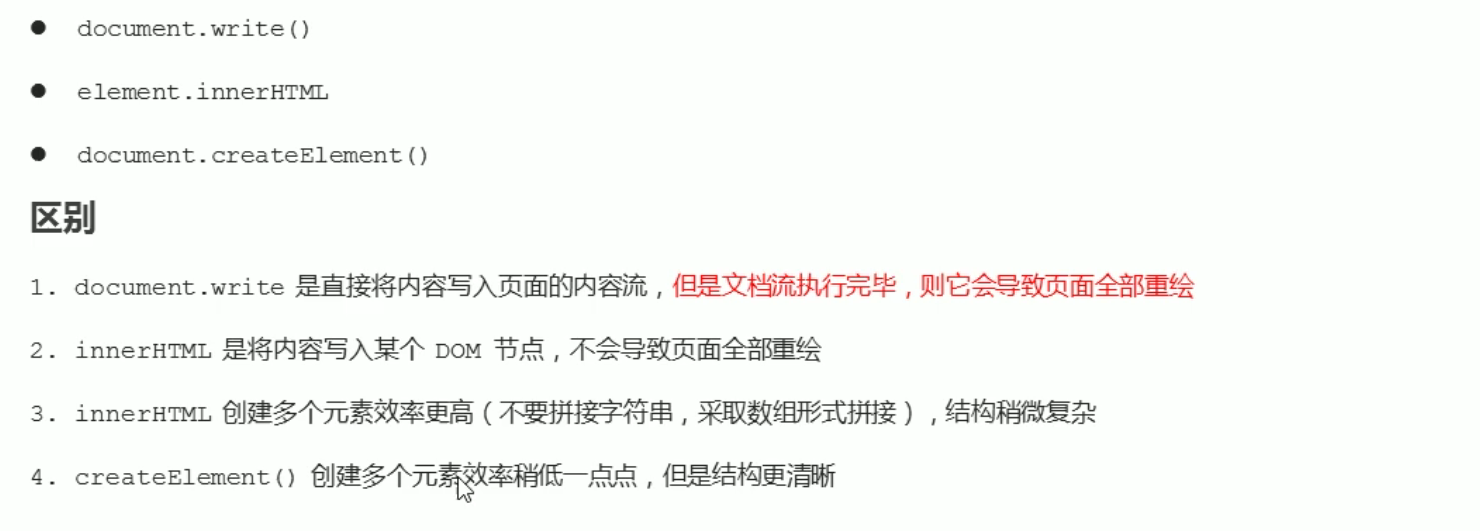 ● document.write()
● element.innerHTML
● document.createElement()
区别
1. document.write 是直接将内容写入页面的内容流，但是文档流执行完毕，则它会导致页面全部重绘
2. innerHTML 是将内容写入某个 DOM 节点，不会导致页面全部重绘
3. innerHTML 创建多个元素效率更高（不要拼接字符串，采取数组形式拼接），结构稍微复杂
4. createElement() 创建多个元素效率稍低一点点，但是结构更清晰